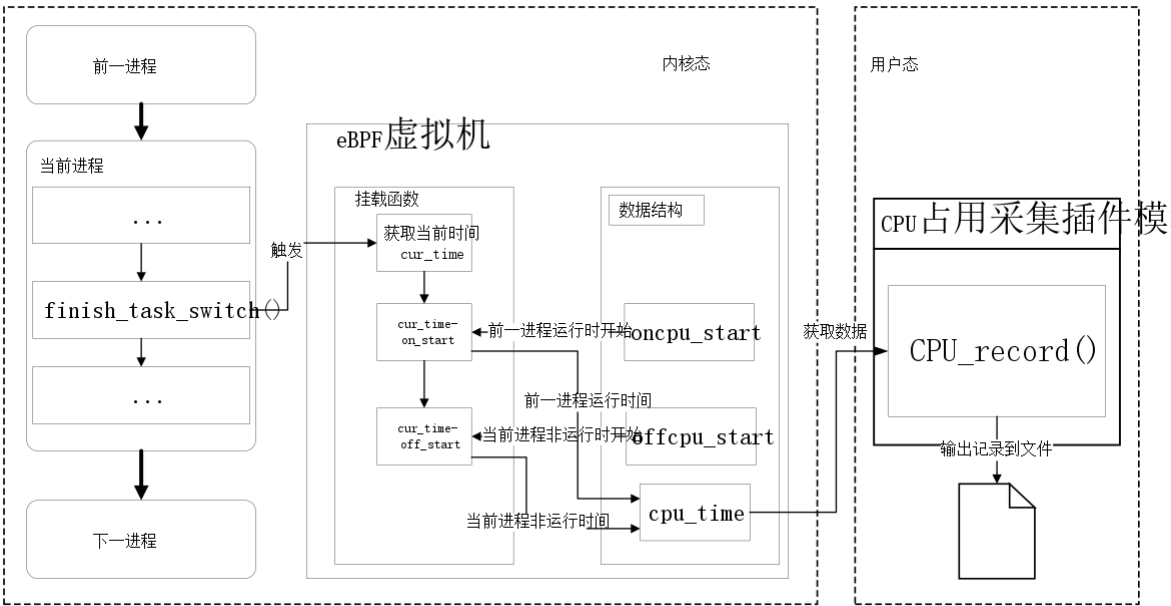 前一进程
当前进程
...
finish_task_switch()
...
下一进程
触发
内核态
eBPF虚拟机
挂载函数
获取当前时间
cur_time
cur_time-
on_start
cur_time-
off_start
数据结构
前一进程运行时开始
oncpu_start
前一进程运行时间
当前进程非运行时开始
offcpu_start
当前进程非运行时间
cpu_time
获取数据
用户态
CPU占用采集插件模
CPU_record()
输出记录到文件